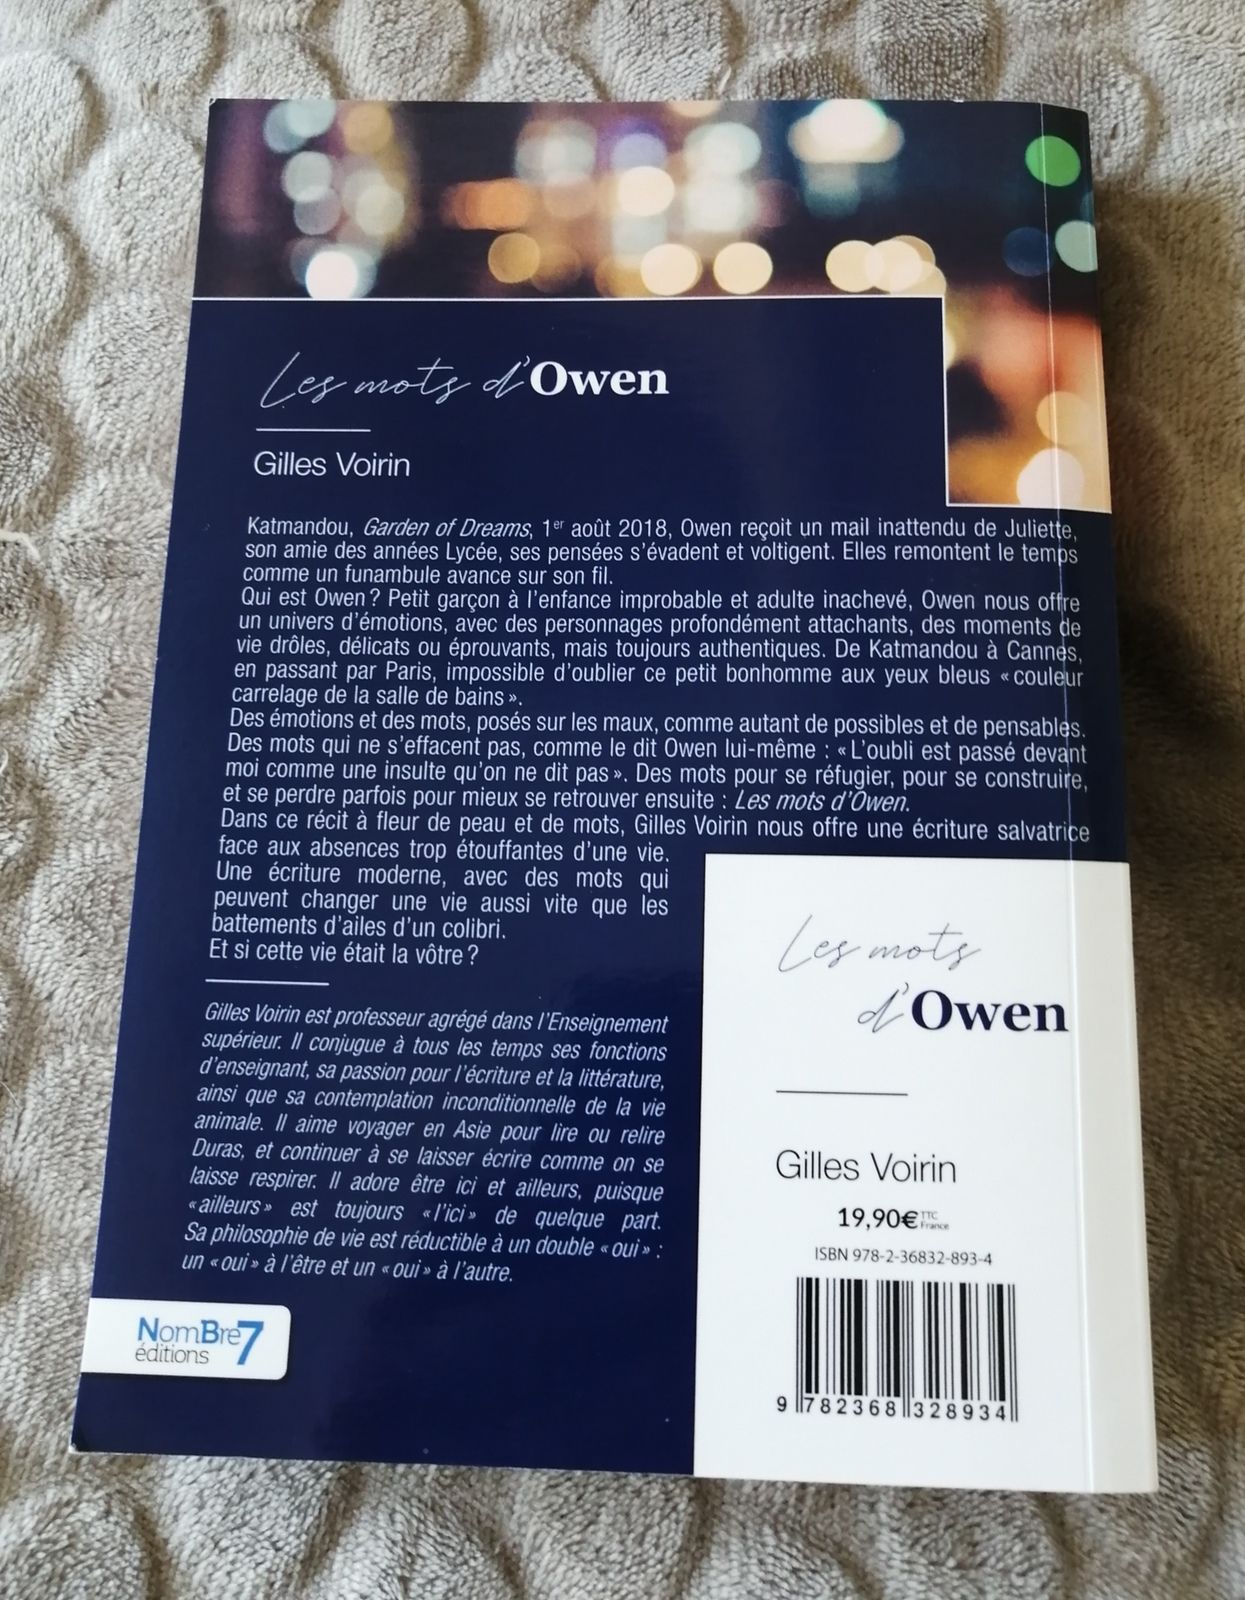 Les mots d'Owen
Gilles Voirin
Katmandou, Garden of Dreams, 1er août 2018, Owen reçoit un mail inattendu de Juliette,
son amie des années Lycée, ses pensées s'évadent et voltigent. Elles remontent le temps
comme un funambule avance sur son fil.
Qui est Owen ? Petit garçon à l'enfance improbable et adulte inachevé, Owen nous offre
un univers d'émotions, avec des personnages profondément attachants, des moments de
vie drôles, délicats ou éprouvants, mais toujours authentiques. De Katmandou à Cannes,
en passant par Paris, impossible d'oublier ce petit bonhomme aux yeux bleus « couleur
carrelage de la salle de bains ».
Des émotions et des mots, posés sur les maux, comme autant de possibles et de pensables.
Des mots qui ne s'effacent pas, comme le dit Owen lui-même : « L'oubli est passé devant
moi comme une insulte qu'on ne dit pas ». Des mots pour se réfugier, pour se construire,
et se perdre parfois pour mieux se retrouver ensuite : Les mots d'Owen.
Dans ce récit à fleur de peau et de mots, Gilles Voirin nous offre une écriture salvatrice
face aux absences trop étouffantes d'une vie.
Une écriture moderne, avec des mots qui
peuvent changer une vie aussi vite que les
battements d'ailes d'un colibri.
Et si cette vie était la vôtre ?
Gilles Voirin est professeur agrégé dans l'Enseignement
supérieur. Il conjugue à tous les temps ses fonctions
d'enseignant, sa passion pour l'écriture et la littérature,
ainsi que sa contemplation inconditionnelle de la vie
animale. Il aime voyager en Asie pour lire ou relire
Duras, et continuer à se laisser écrire comme on se
laisse respirer. Il adore être ici et ailleurs, puisque
« ailleurs » est toujours « l'ici » de quelque part.
Sa philosophie de vie est réductible à un double « oui » :
un « oui » à l'être et un « oui » à l'autre.
NomBre7
éditions
Les mots
d'Owen
Gilles Voirin
19,90€ TTC
France
ISBN 978-2-36832-893-4
9 782368 328934